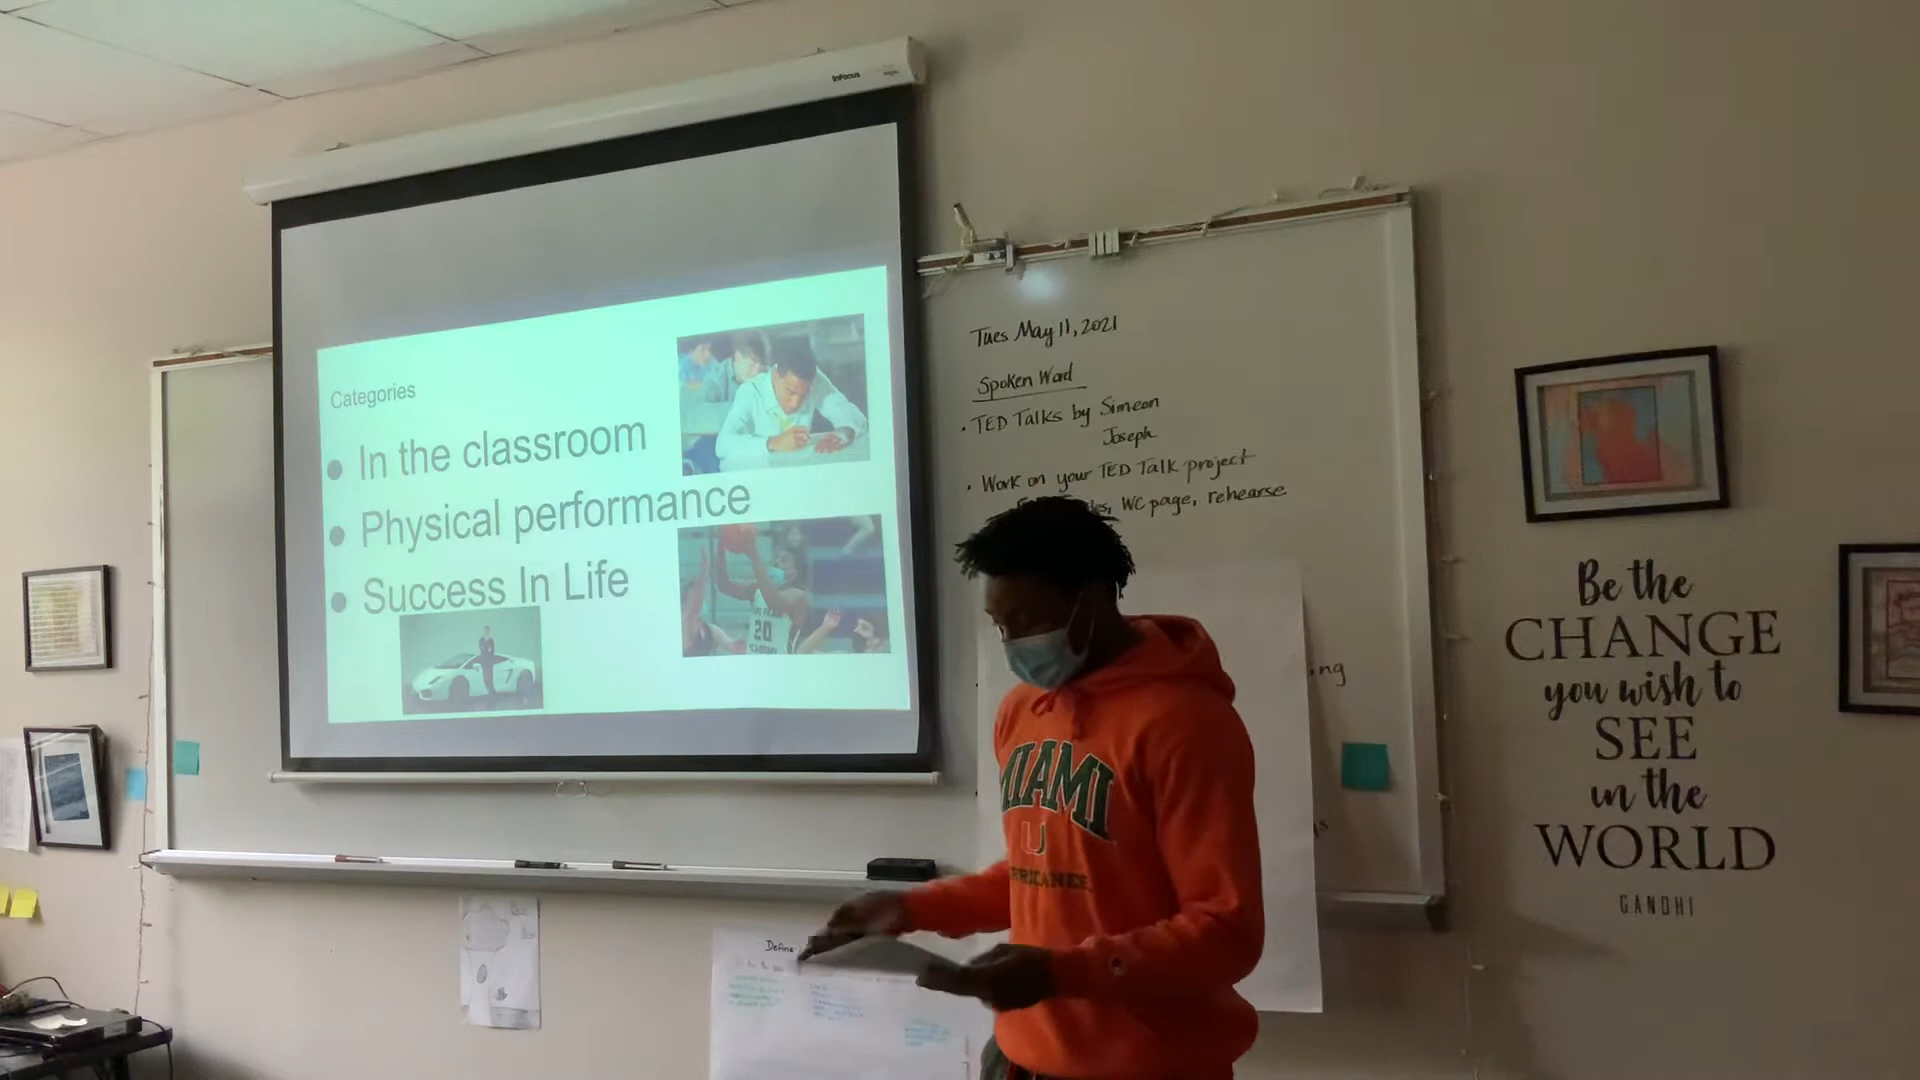 InFocus
Categories
In the classroom
Physical performance
Success In Life
20
Tues May 11, 2021
Spoken Word
• TED Talks by Simeon
Joseph
• Work on your TED Talk project
WC page, rehearse
MIAMI
U
Define
Be the
CHANGE
you wish to
SEE
in the
WORLD
GANDHI